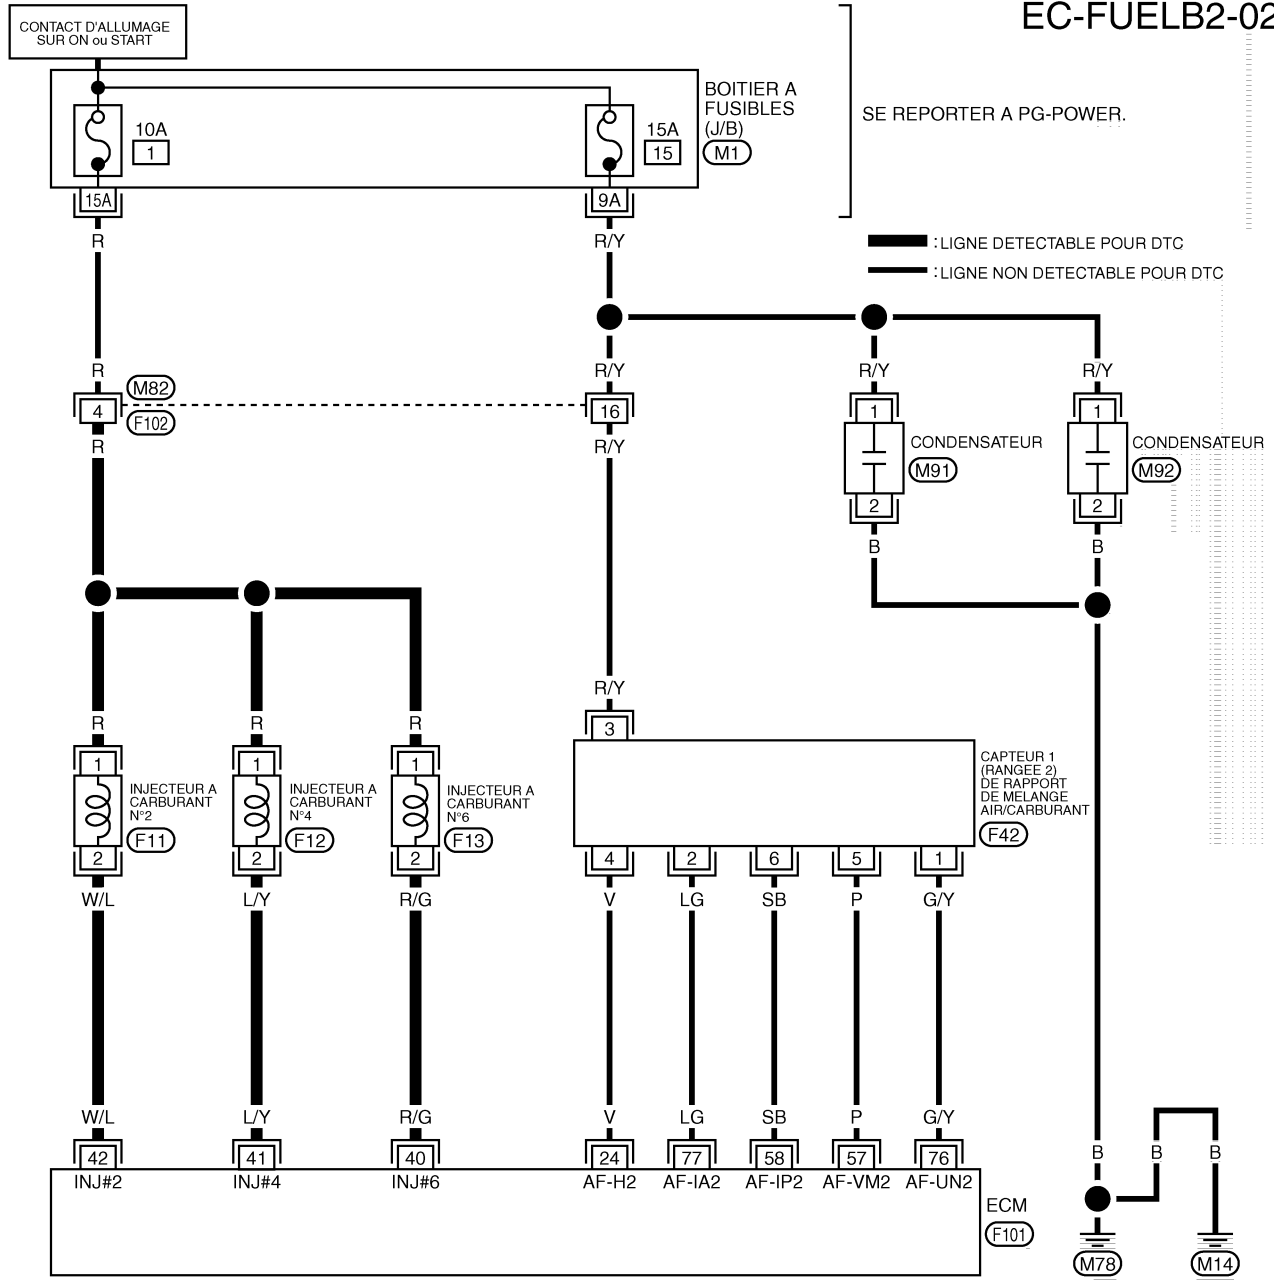 EC-FUELB2-02
CONTACT D'ALLUMAGE
SUR ON ou START
BOITIER A
FUSIBLES
(J/B)
M1
10A
1
15A
15
SE REPORTER A PG-POWER.
15A
9A
R
R/Y
:LIGNE DETECTABLE POUR DTC
:LIGNE NON DETECTABLE POUR DTC
R
R/Y
R/Y
R/Y
M82
4
16
1
1
F102
R
R/Y
CONDENSATEUR
M91
CONDENSATEUR
M92
2
2
B
B
R/Y
3
R
R
R
1
1
1
INJECTEUR A
CARBURANT
N°2
F11
INJECTEUR A
CARBURANT
N°4
F12
INJECTEUR A
CARBURANT
N°6
F13
CAPTEUR 1
(RANGEE 2)
DE RAPPORT
DE MELANGE
AIR/CARBURANT
F42
2
2
2
4
2
6
5
1
W/L
L/Y
R/G
V
LG
SB
P
G/Y
W/L
L/Y
R/G
V
LG
SB
P
G/Y
B
B
B
42
41
40
24
77
58
57
76
INJ#2
INJ#4
INJ#6
AF-H2
AF-IA2
AF-IP2
AF-VM2
AF-UN2
ECM
F101
M78
M14